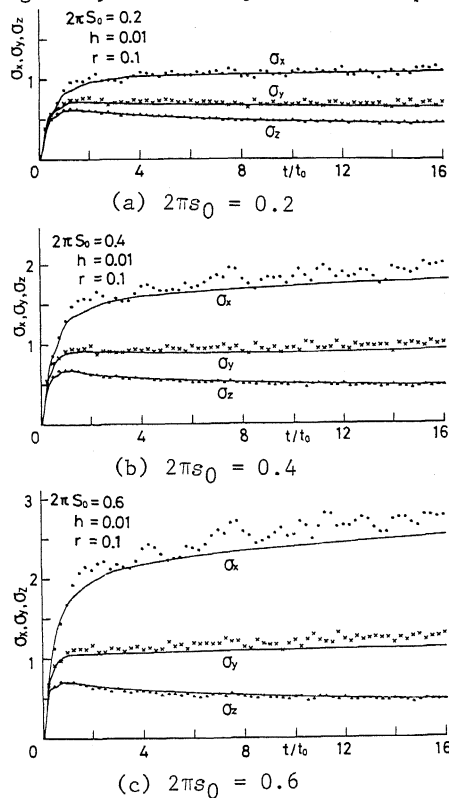 σx, σy, σz
2πS₀ = 0.2
h = 0.01
r = 0.1
σx
σy
σz
1
0
4
8
12
16
t/t₀
(a) 2πs₀ = 0.2
σx, σy, σz
2πS₀ = 0.4
h = 0.01
r = 0.1
2
1
σx
σy
σz
0
4
8
t/t₀
12
16
(b) 2πs₀ = 0.4
σx, σy, σz
3
2πS₀ = 0.6
h = 0.01
r = 0.1
2
1
σx
σy
σz
0
4
8
12
16
t/t₀
(c) 2πs₀ = 0.6